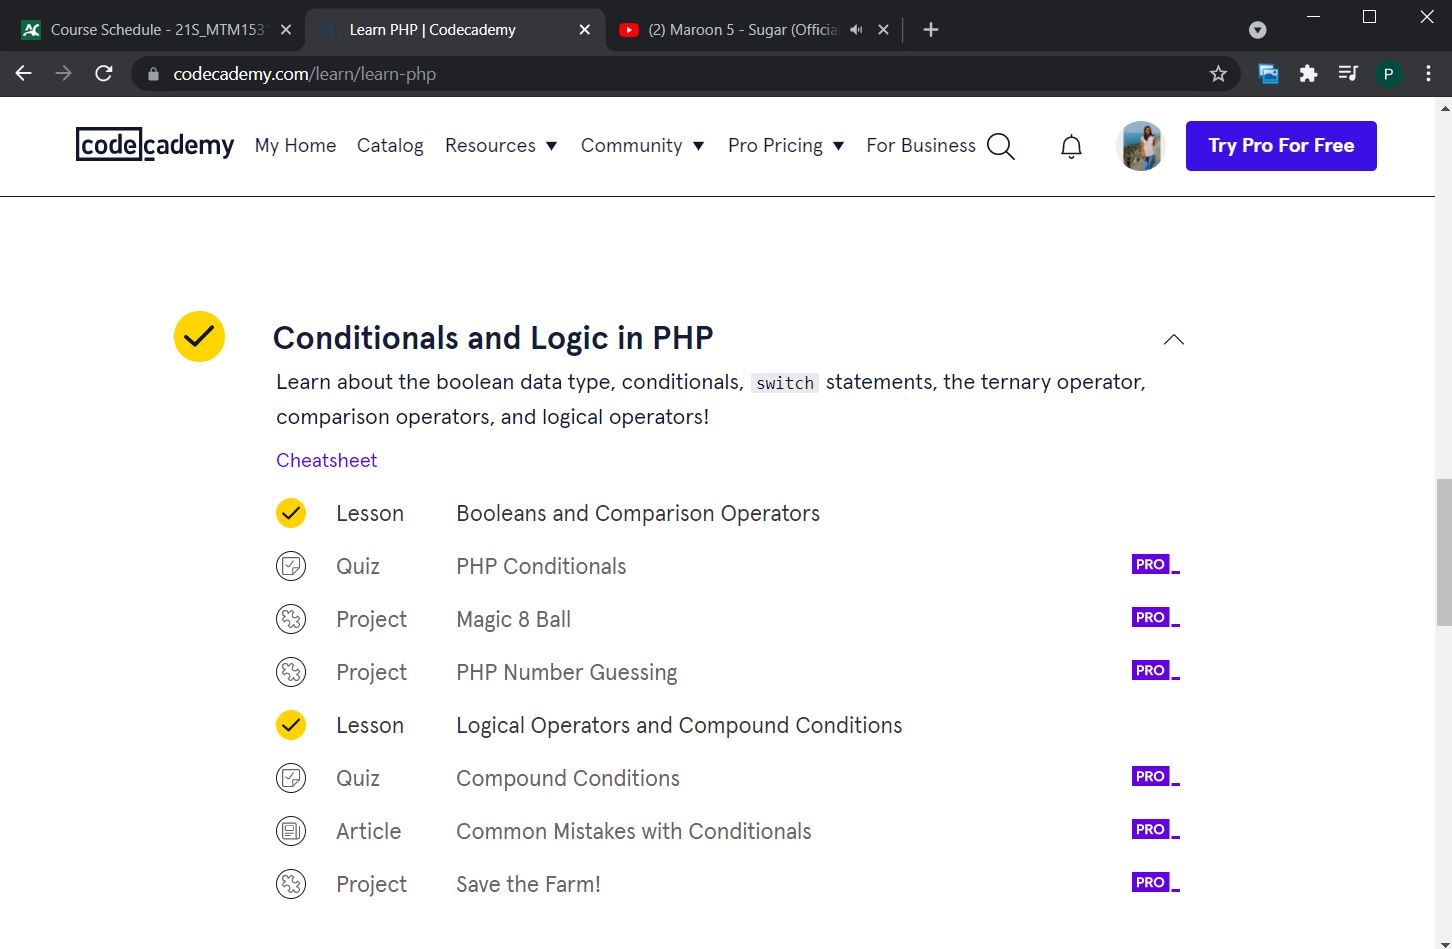 Course Schedule - 21S_MTM1531
Learn PHP | Codecademy
(2) Maroon 5 - Sugar (Official
codecademy.com/learn/learn-php
P
codecademy My Home Catalog Resources Community Pro Pricing For Business Try Pro For Free
Conditionals and Logic in PHP
Learn about the boolean data type, conditionals, switch statements, the ternary operator,
comparison operators, and logical operators!
Cheatsheet
Lesson Booleans and Comparison Operators
Quiz PHP Conditionals PRO
Project Magic 8 Ball PRO
Project PHP Number Guessing PRO
Lesson Logical Operators and Compound Conditions
Quiz Compound Conditions PRO
Article Common Mistakes with Conditionals PRO
Project Save the Farm! PRO